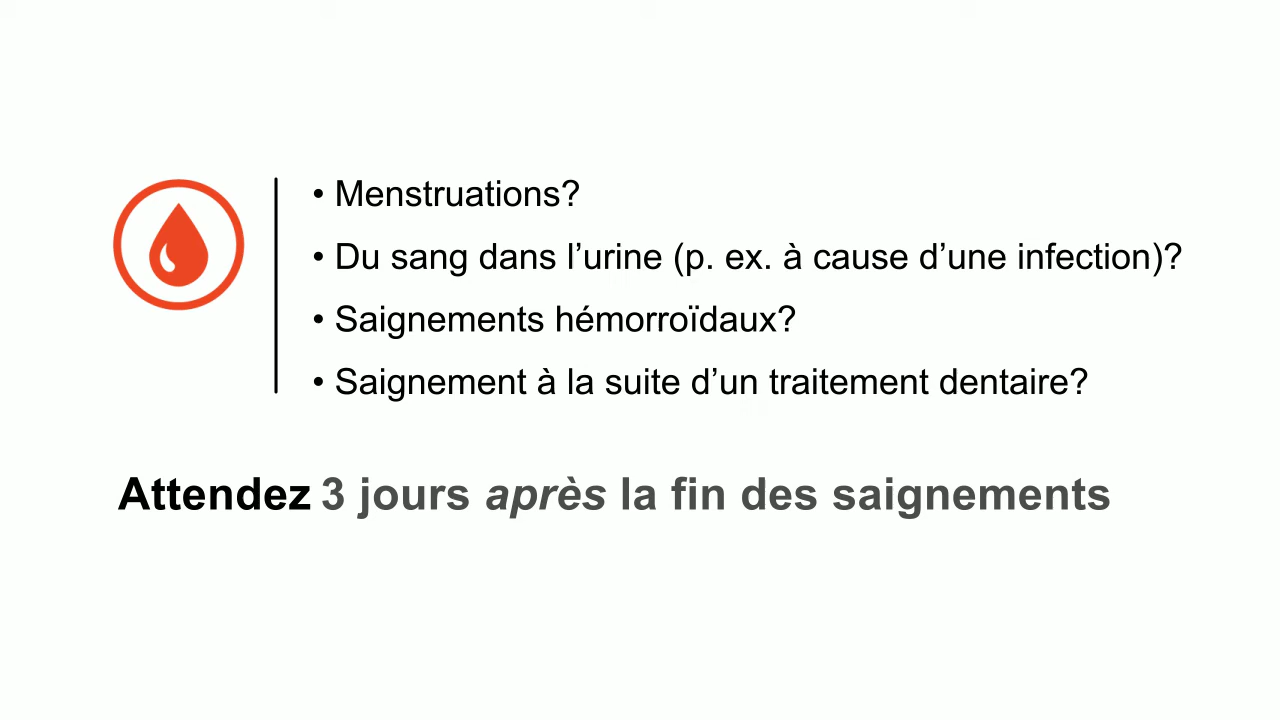 • Menstruations?
• Du sang dans l’urine (p. ex. à cause d’une infection)?
• Saignements hémorroïdaux?
• Saignement à la suite d’un traitement dentaire?
Attendez 3 jours après la fin des saignements